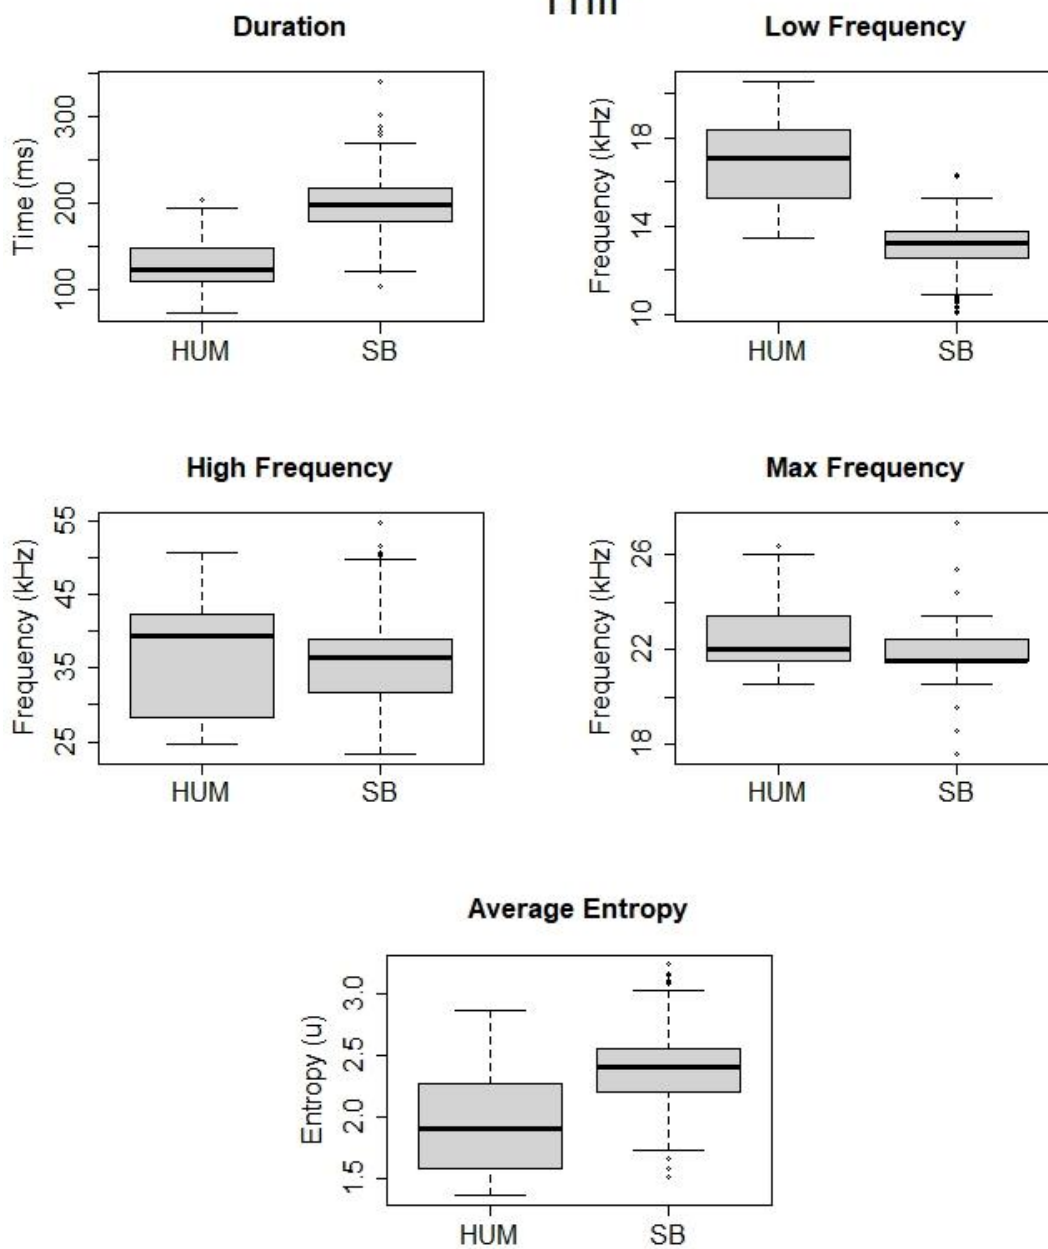 Duration
Time (ms)
300
200
100
HUM SB
Low Frequency
Frequency (kHz)
18
14
10
HUM SB
High Frequency
Frequency (kHz)
55
45
35
25
HUM SB
Max Frequency
Frequency (kHz)
26
22
18
HUM SB
Average Entropy
Entropy (u)
3.0
2.5
2.0
1.5
HUM SB